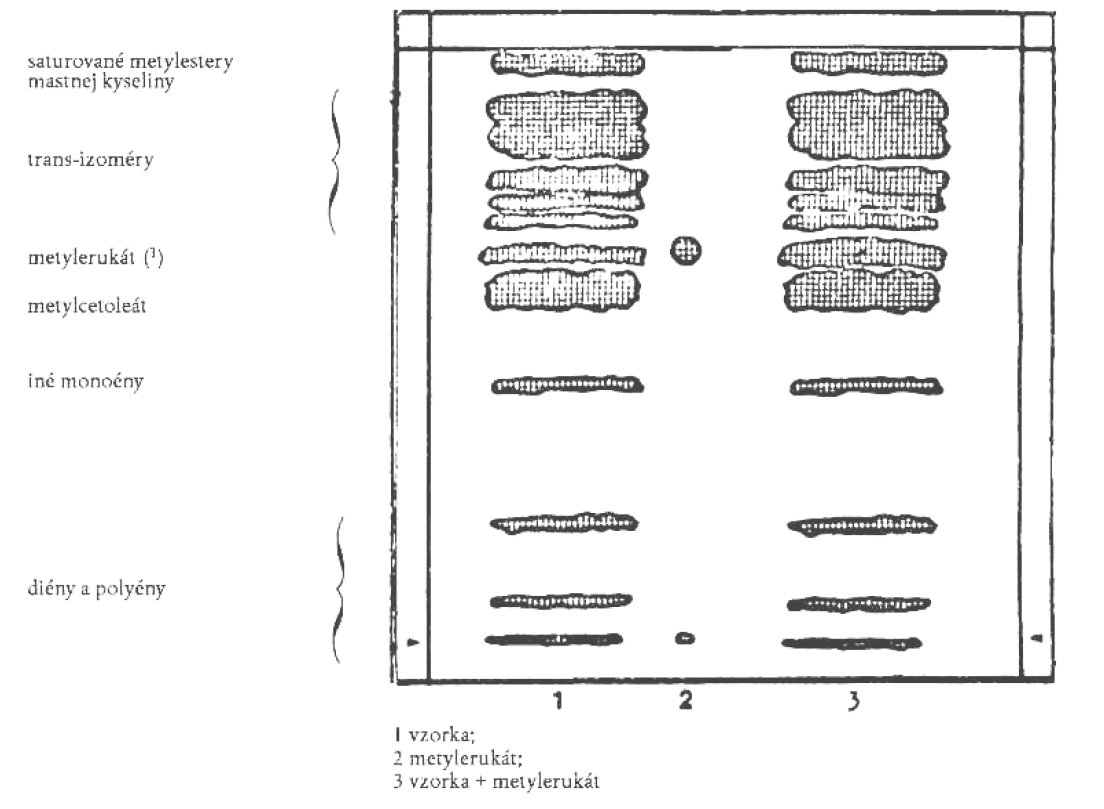 saturované metylestery
mastnej kyseliny
trans-izoméry
metylerukát (¹)
metylcetoleát
iné monoény
diény a polyény
1 2 3
1 vzorka;
2 metylerukát;
3 vzorka + metylerukát